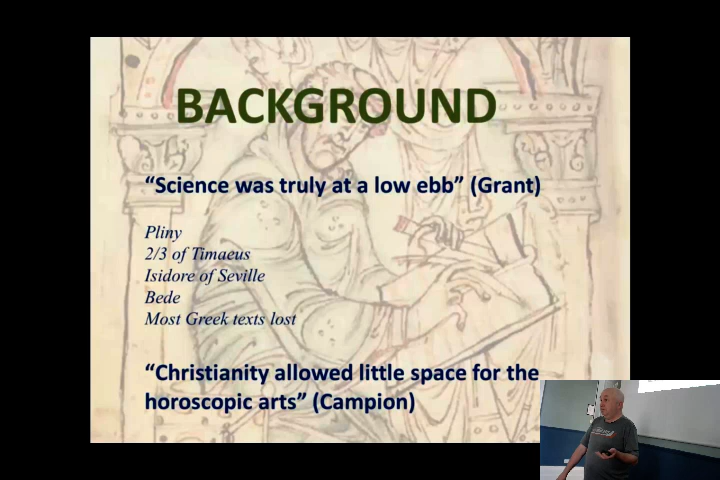 BACKGROUND
“Science was truly at a low ebb” (Grant)
Pliny
2/3 of Timaeus
Isidore of Seville
Bede
Most Greek texts lost
“Christianity allowed little space for the
horoscopic arts” (Campion)